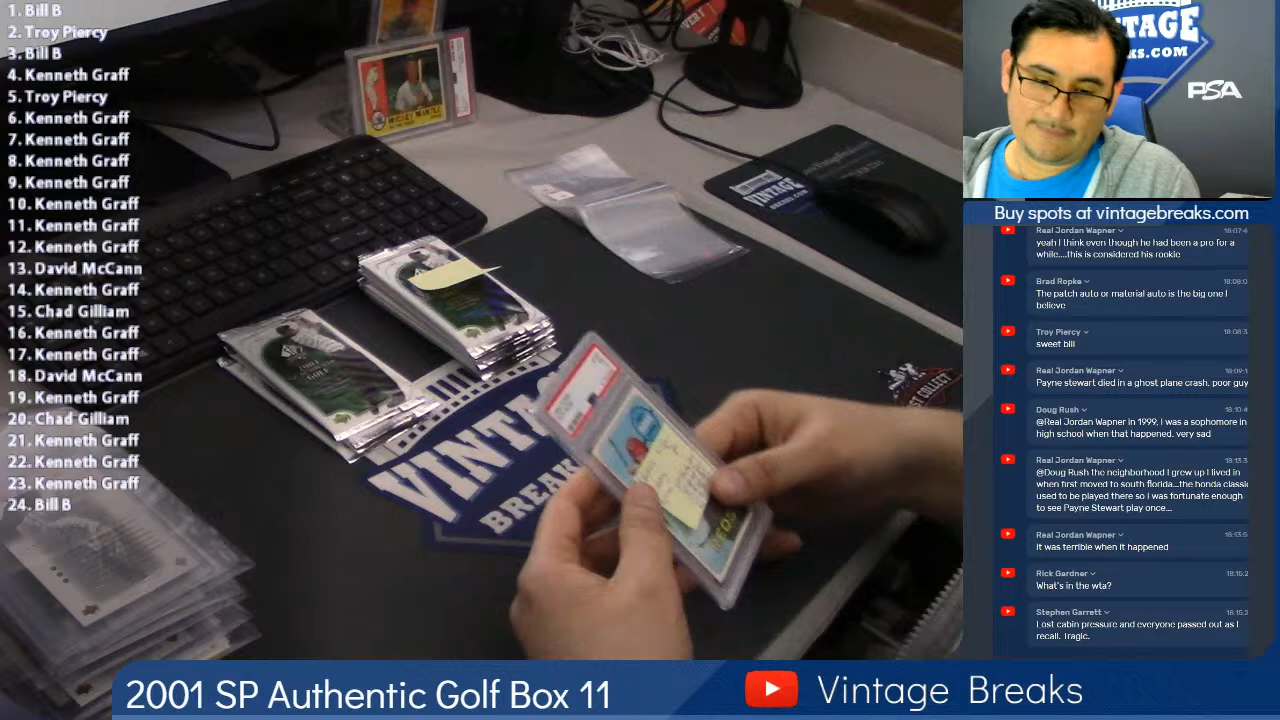 1. Bill B
2. Troy Piercy
3. Bill B
4. Kenneth Graff
5. Troy Piercy
6. Kenneth Graff
7. Kenneth Graff
8. Kenneth Graff
9. Kenneth Graff
10. Kenneth Graff
11. Kenneth Graff
12. Kenneth Graff
13. David McCann
14. Kenneth Graff
15. Chad Gilliam
16. Kenneth Graff
17. Kenneth Graff
18. David McCann
19. Kenneth Graff
20. Chad Gilliam
21. Kenneth Graff
22. Kenneth Graff
23. Kenneth Graff
24. Bill B
MICKEY MANTLE
VINTAGE
GOLF
BREAK
PSA
Buy spots at vintagebreaks.com
Real Jordan Wapner
yeah I think even though he had been a pro for a
while....this is considered his rookie
Brad Ropke
The patch auto or material auto is the big one I
believe
Troy Piercy
sweet bill
Real Jordan Wapner
Payne stewart died in a ghost plane crash. poor guy
Doug Rush
@Real Jordan Wapner in 1999, I was a sophomore in
high school when that happened. very sad
Real Jordan Wapner
@Doug Rush the neighborhood I grew up I lived in
when first moved to south florida...the honda classic
used to be played there so I was fortunate enough
to see Payne Stewart play once...
Real Jordan Wapner
It was terrible when it happened
Rick Gardner
What's in the wta?
Stephen Garrett
Lost cabin pressure and everyone passed out as I
recall. Tragic.
2001 SP Authentic Golf Box 11
Vintage Breaks